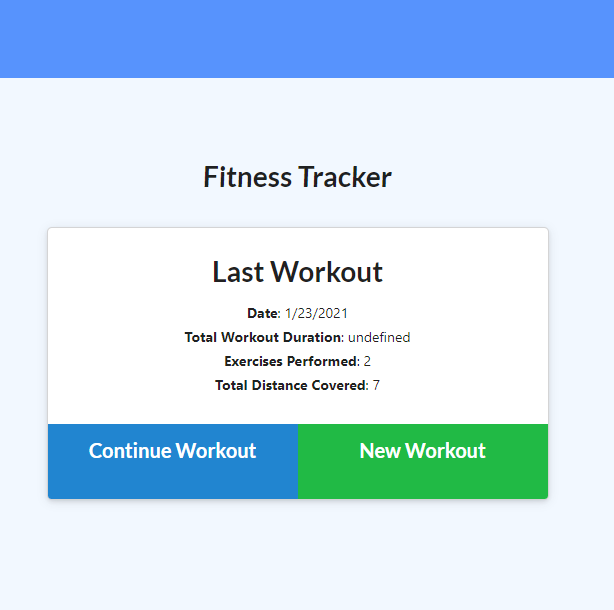 Fitness Tracker
Last Workout
Date: 1/23/2021
Total Workout Duration: undefined
Exercises Performed: 2
Total Distance Covered: 7
Continue Workout
New Workout